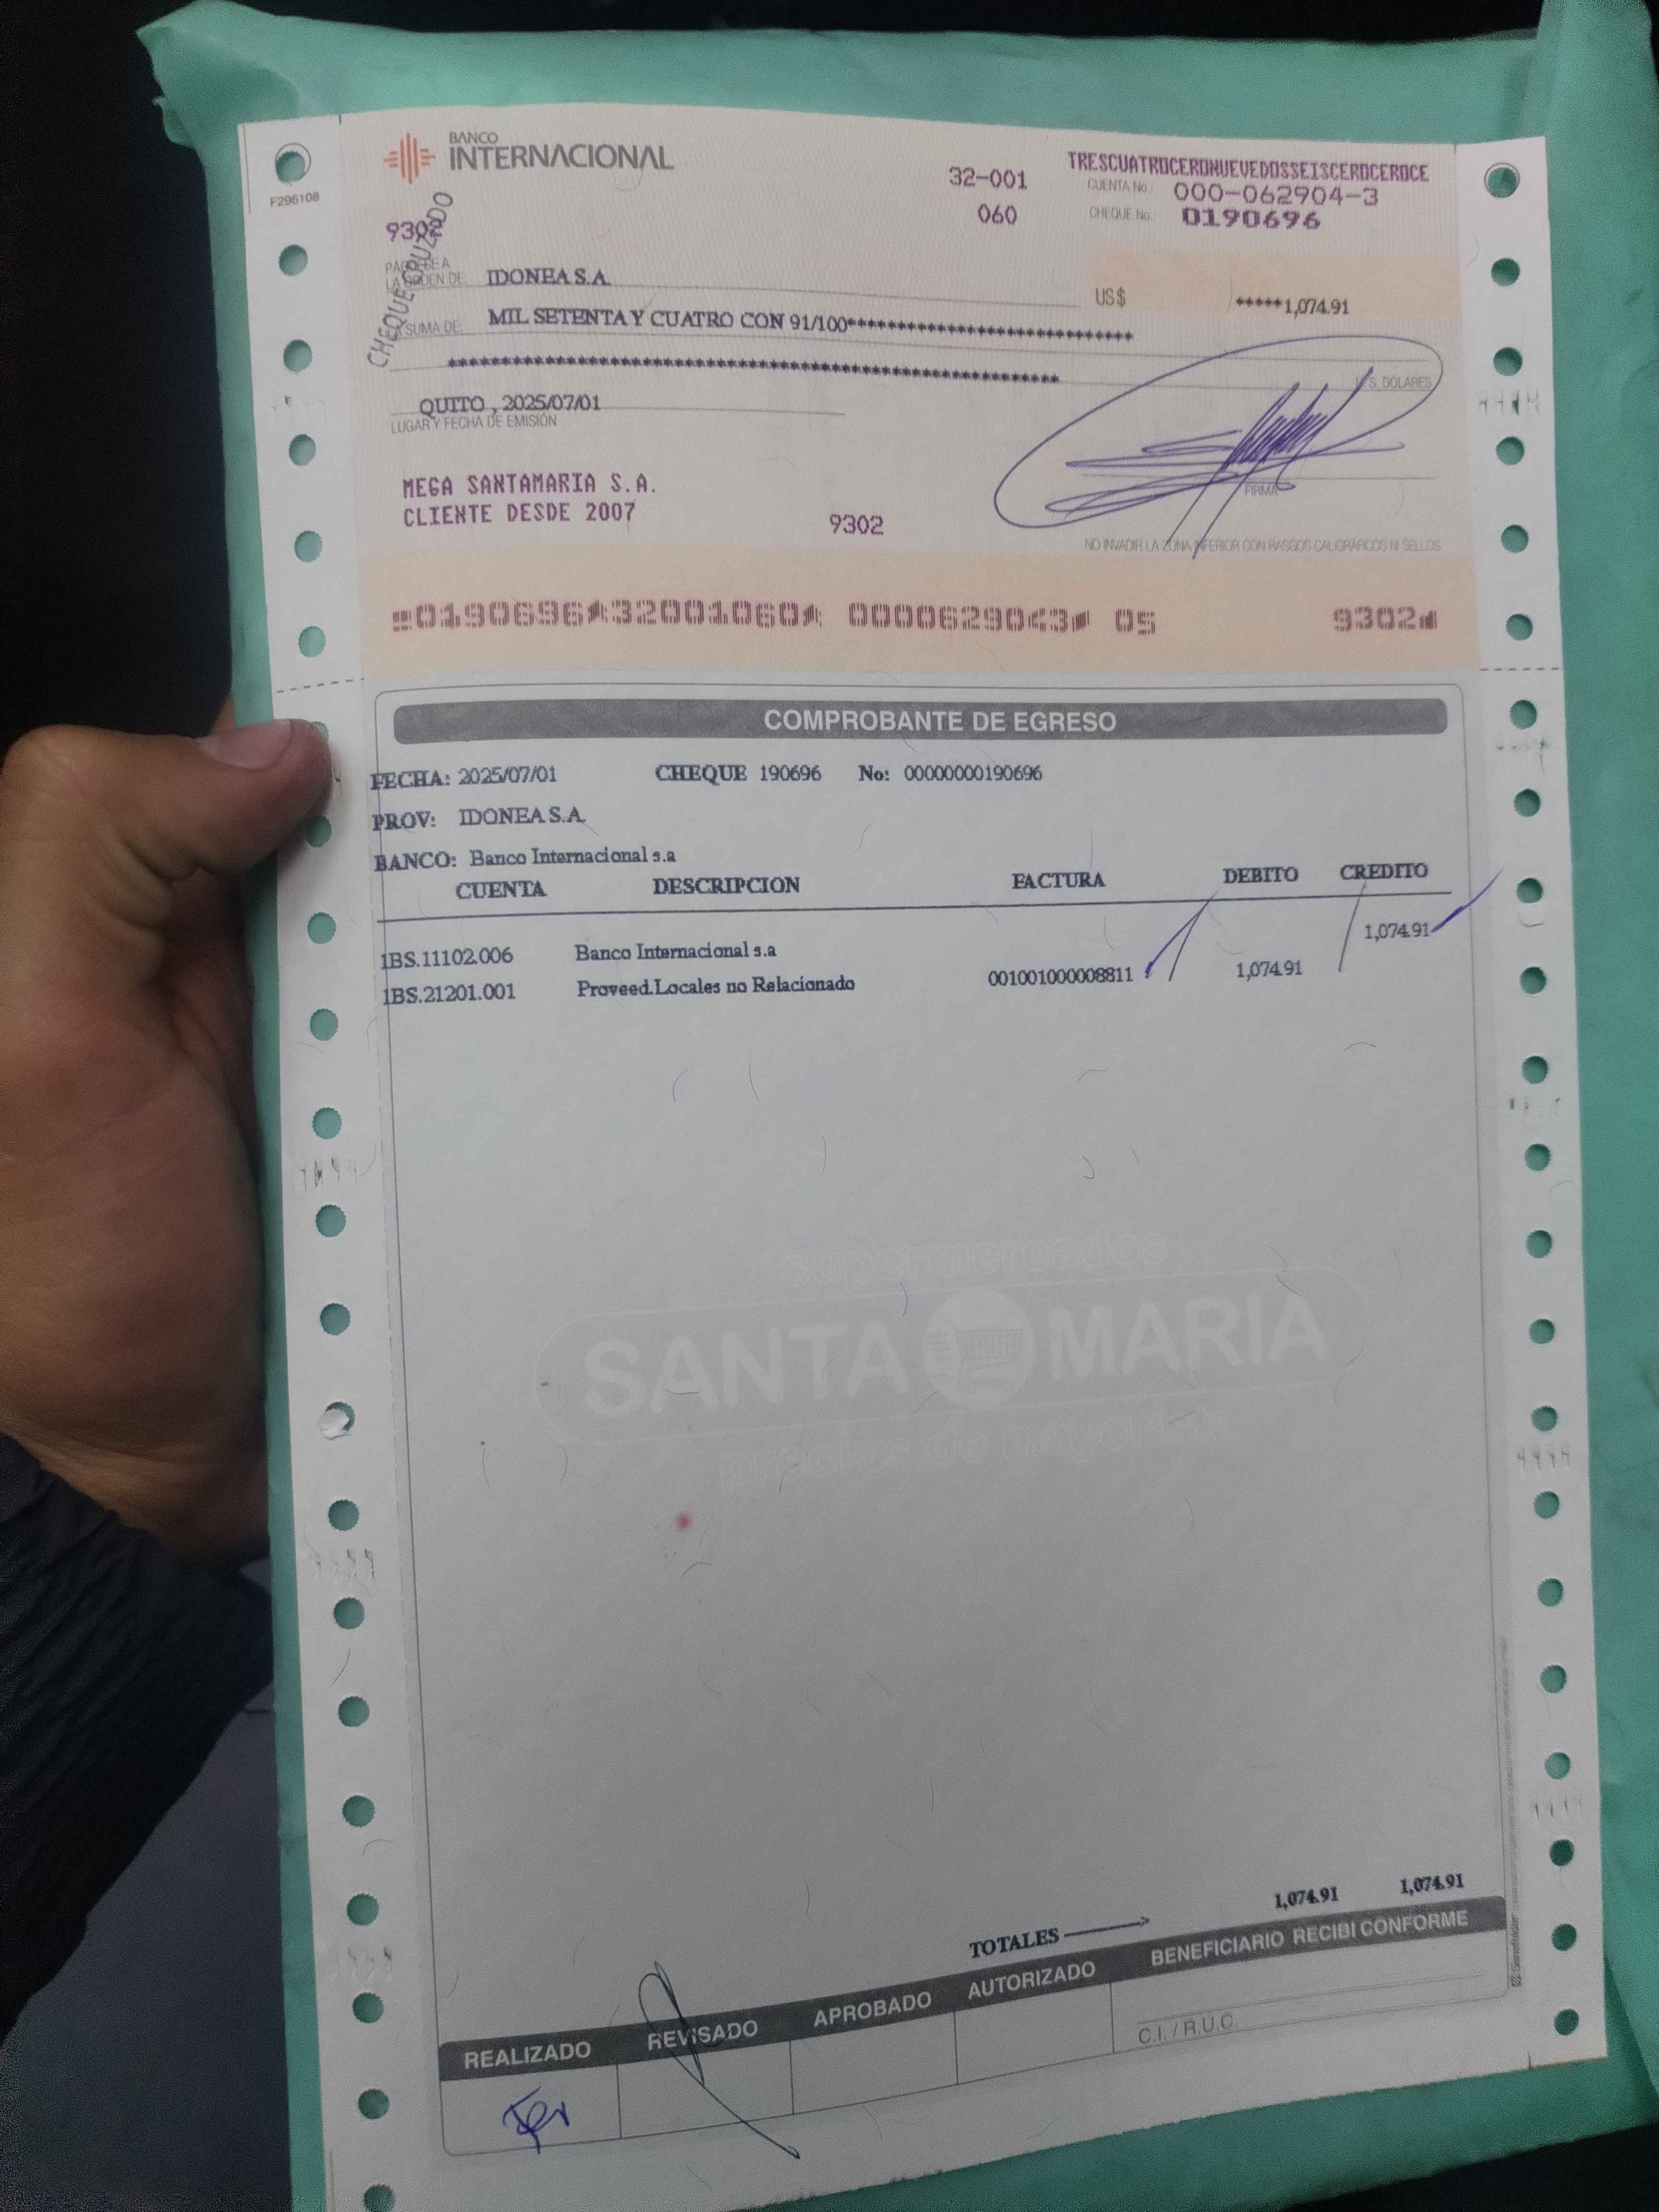 BANCO
INTERNACIONAL
F296108
32-001
TRESCUATROCERONUEVEDOSSEISCEROCEROCE
CUENTA No. 000-062904-3
060
CHEQUE No. 0190696
9302
CHEQUE CRUZADO
PÁGUESE A
LA ORDEN DE: IDONEA S.A.
US$ *****1,074.91
LA SUMA DE: MIL SETENTA Y CUATRO CON 91/100****************************
************************************************************
U.S. DÓLARES
QUITO , 2025/07/01
LUGAR Y FECHA DE EMISIÓN
MEGA SANTAMARIA S.A.
CLIENTE DESDE 2007
9302
FIRMA
NO INVADIR LA ZONA INFERIOR CON RASGOS CALIGRÁFICOS NI SELLOS
0190696 320010600 0000629043 05 9302
COMPROBANTE DE EGRESO
FECHA: 2025/07/01 CHEQUE 190696 No: 00000000190696
PROV: IDONEA S.A.
BANCO: Banco Internacional s.a
CUENTA DESCRIPCION FACTURA DEBITO CREDITO
1BS.11102.006 Banco Internacional s.a 1,074.91
1BS.21201.001 Proveed.Locales no Relacionado 001001000008811 1,074.91
supermercados
SANTA MARIA
TOTALES 1,074.91 1,074.91
REALIZADO REVISADO APROBADO AUTORIZADO BENEFICIARIO RECIBI CONFORME
C.I. / R.U.C.